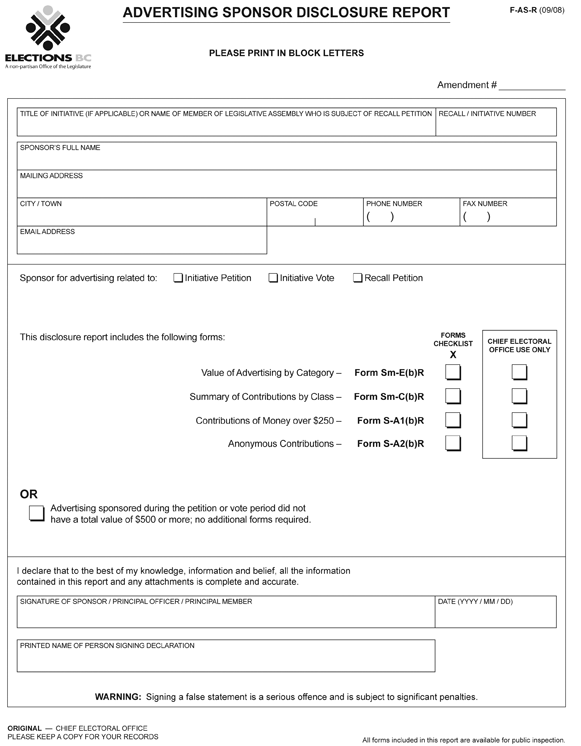 ADVERTISING SPONSOR DISCLOSURE REPORT
F-AS-R (09/08)
ELECTIONS BC
A non-partisan Office of the Legislature
PLEASE PRINT IN BLOCK LETTERS
Amendment #
TITLE OF INITIATIVE (IF APPLICABLE) OR NAME OF MEMBER OF LEGISLATIVE ASSEMBLY WHO IS SUBJECT OF RECALL PETITION
RECALL / INITIATIVE NUMBER
SPONSOR'S FULL NAME
MAILING ADDRESS
CITY / TOWN
POSTAL CODE
PHONE NUMBER
FAX NUMBER
( )
( )
EMAIL ADDRESS
Sponsor for advertising related to:
Initiative Petition
Initiative Vote
Recall Petition
This disclosure report includes the following forms:
FORMS
CHECKLIST
X
CHIEF ELECTORAL
OFFICE USE ONLY
Value of Advertising by Category – Form Sm-E(b)R
Summary of Contributions by Class – Form Sm-C(b)R
Contributions of Money over $250 – Form S-A1(b)R
Anonymous Contributions – Form S-A2(b)R
OR
Advertising sponsored during the petition or vote period did not
have a total value of $500 or more; no additional forms required.
I declare that to the best of my knowledge, information and belief, all the information
contained in this report and any attachments is complete and accurate.
SIGNATURE OF SPONSOR / PRINCIPAL OFFICER / PRINCIPAL MEMBER
DATE (YYYY / MM / DD)
PRINTED NAME OF PERSON SIGNING DECLARATION
WARNING: Signing a false statement is a serious offence and is subject to significant penalties.
ORIGINAL — CHIEF ELECTORAL OFFICE
PLEASE KEEP A COPY FOR YOUR RECORDS
All forms included in this report are available for public inspection.